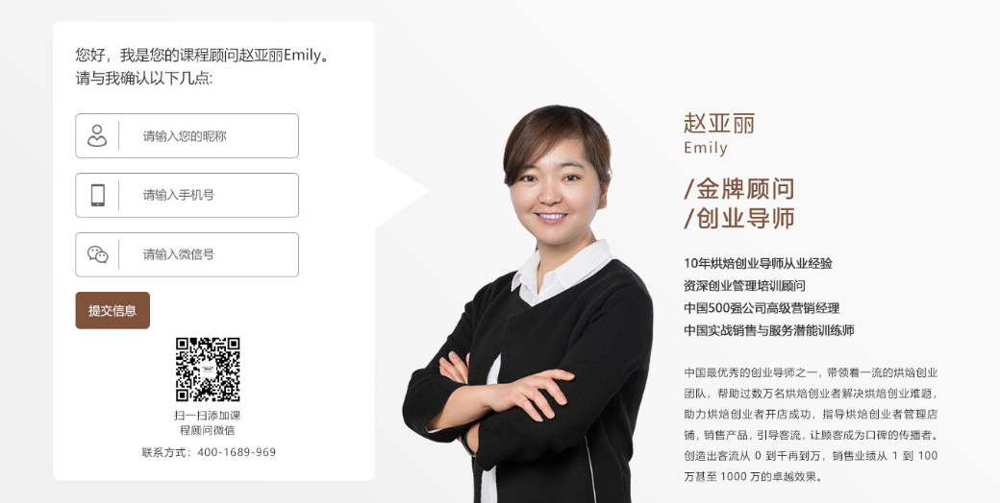 您好，我是您的课程顾问赵亚丽Emily。
请与我确认以下几点:
请输入您的昵称
请输入手机号
请输入微信号
提交信息
扫一扫添加课
程顾问微信
联系方式：400-1689-969
赵亚丽
Emily
/金牌顾问
/创业导师
10年烘焙创业导师从业经验
资深创业管理培训顾问
中国500强公司高级营销经理
中国实战销售与服务潜能训练师
中国最优秀的创业导师之一，带领着一流的烘焙创业
团队，帮助过数万名烘焙创业者解决烘焙创业难题，
助力烘焙创业者开店成功，指导烘焙创业者管理店
铺，销售产品，引导客流，让顾客成为口碑的传播者。
创造出客流从 0 到千再到万，销售业绩从 1 到 100
万甚至 1000 万的卓越效果。